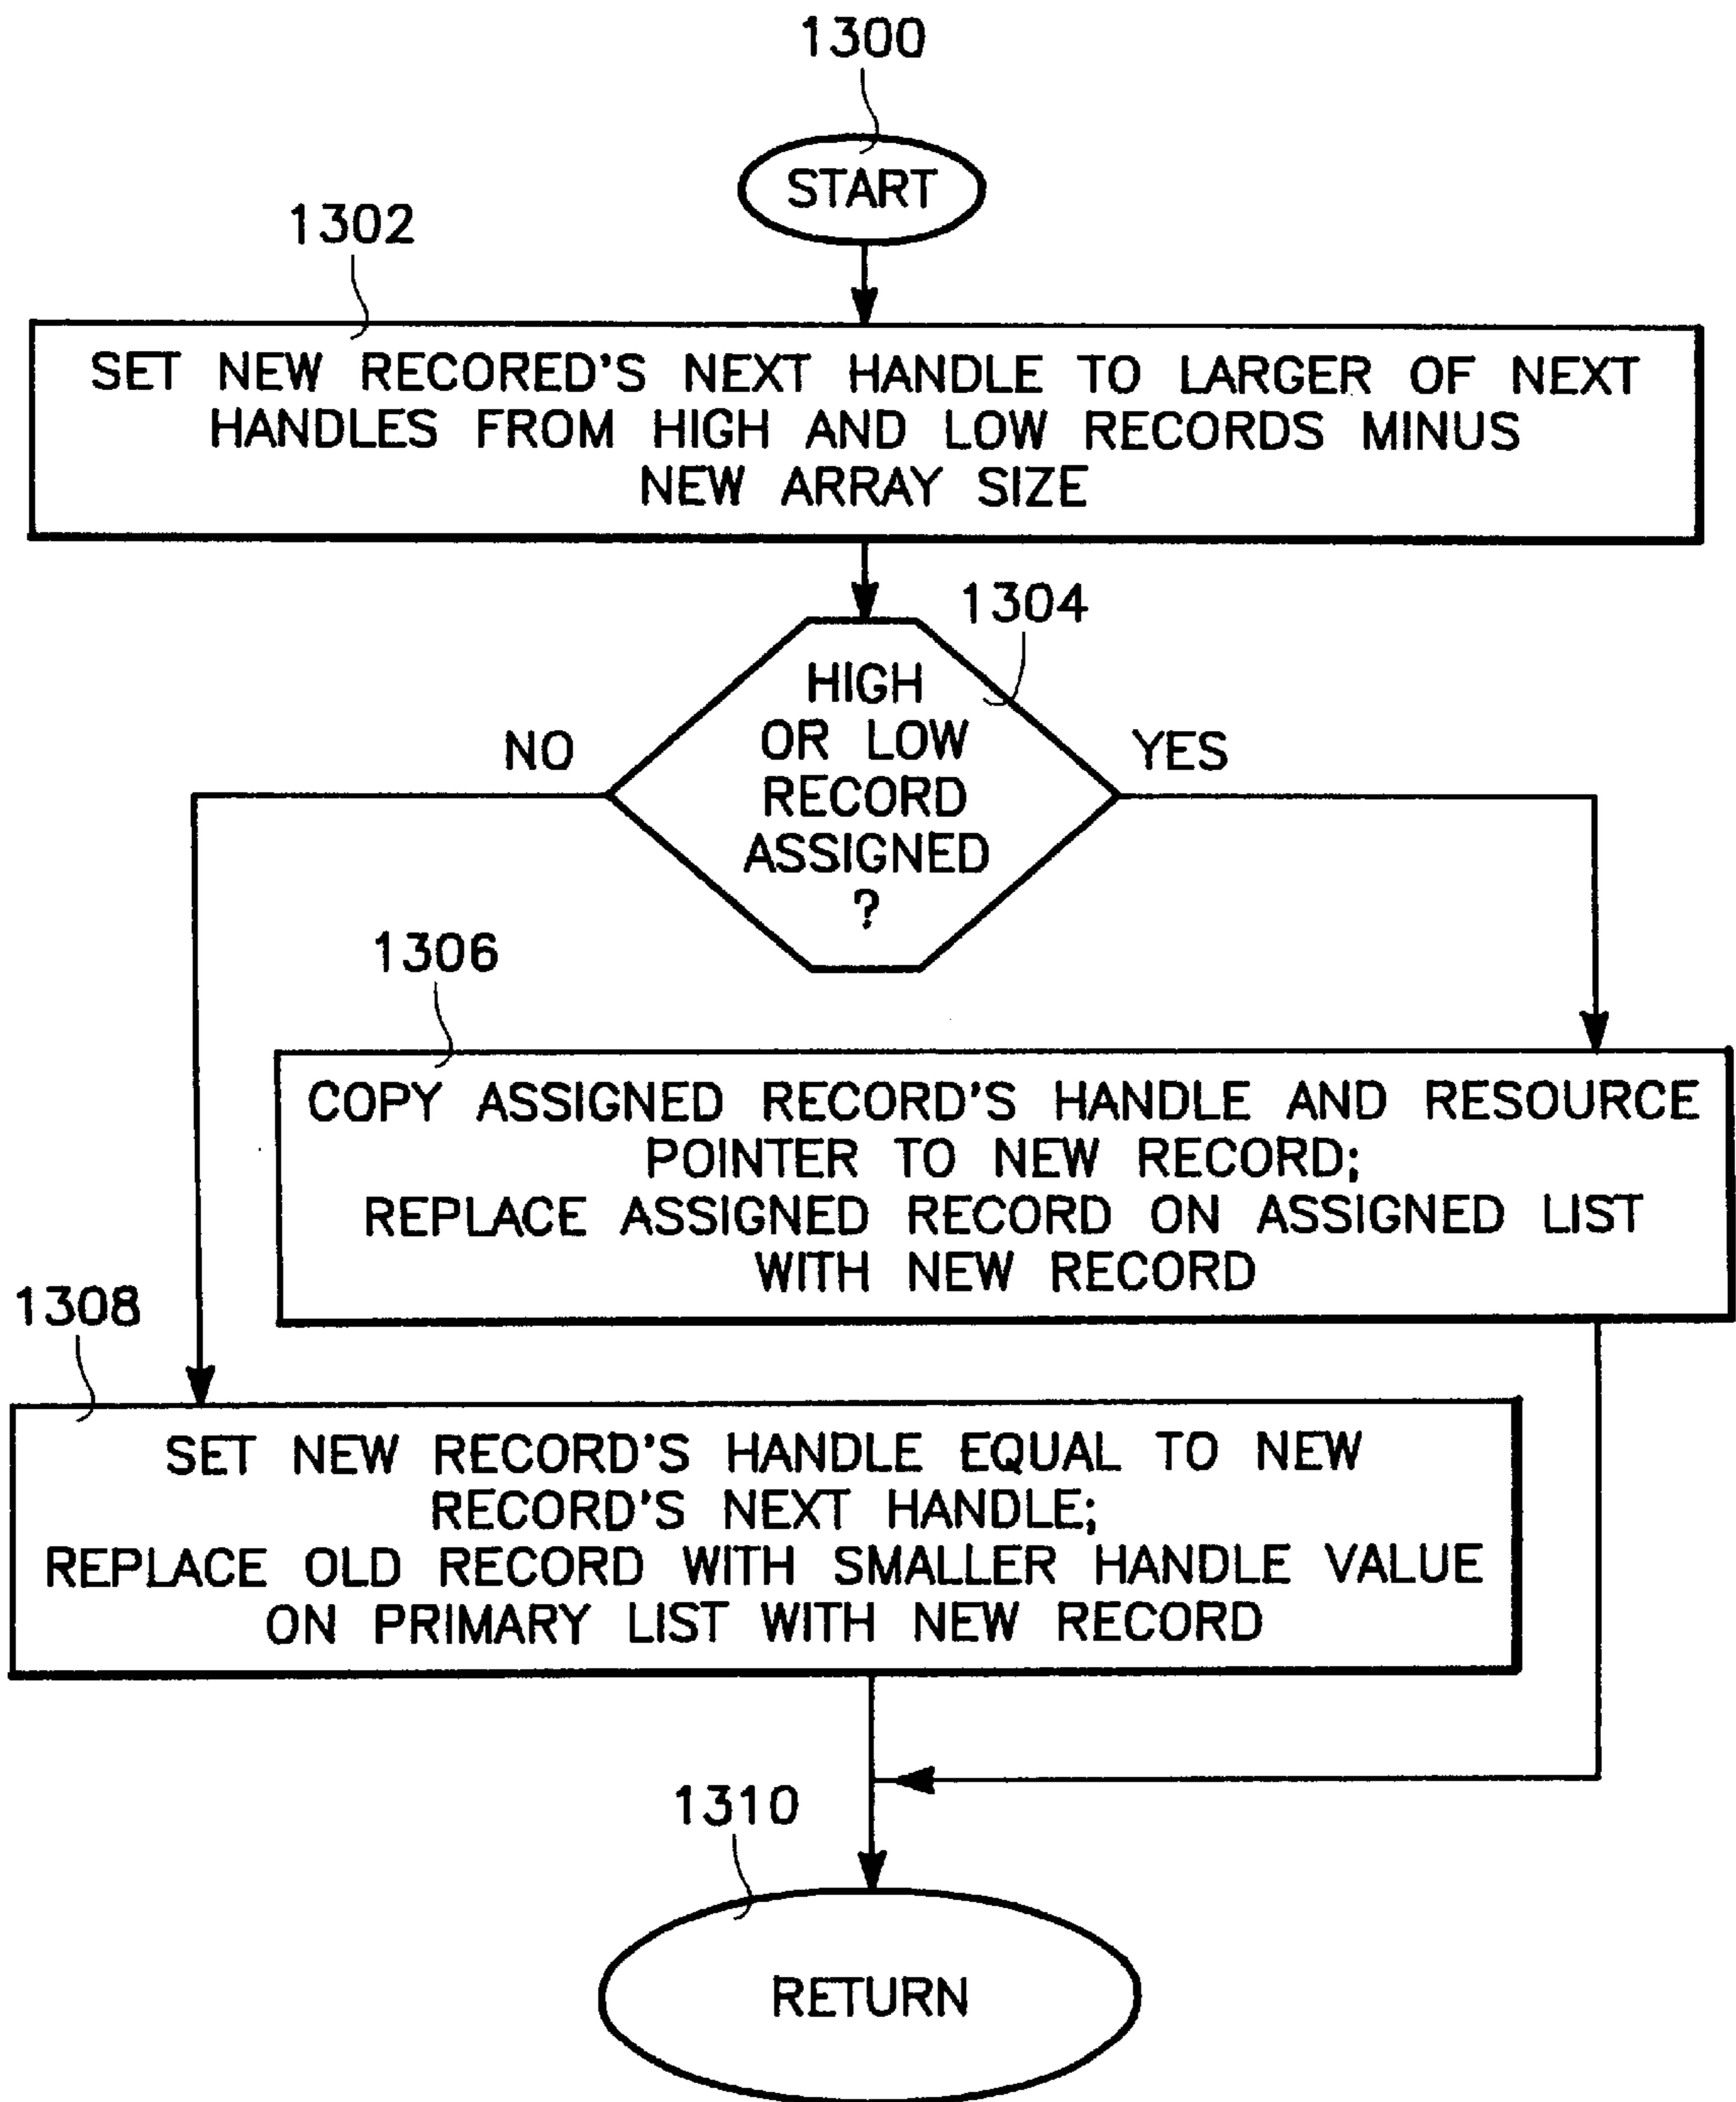 1300
START
1302
SET NEW RECORED'S NEXT HANDLE TO LARGER OF NEXT
HANDLES FROM HIGH AND LOW RECORDS MINUS
NEW ARRAY SIZE
1304
HIGH
OR LOW
RECORD
ASSIGNED
?
NO
YES
1306
COPY ASSIGNED RECORD'S HANDLE AND RESOURCE
POINTER TO NEW RECORD;
REPLACE ASSIGNED RECORD ON ASSIGNED LIST
WITH NEW RECORD
1308
SET NEW RECORD'S HANDLE EQUAL TO NEW
RECORD'S NEXT HANDLE;
REPLACE OLD RECORD WITH SMALLER HANDLE VALUE
ON PRIMARY LIST WITH NEW RECORD
1310
RETURN